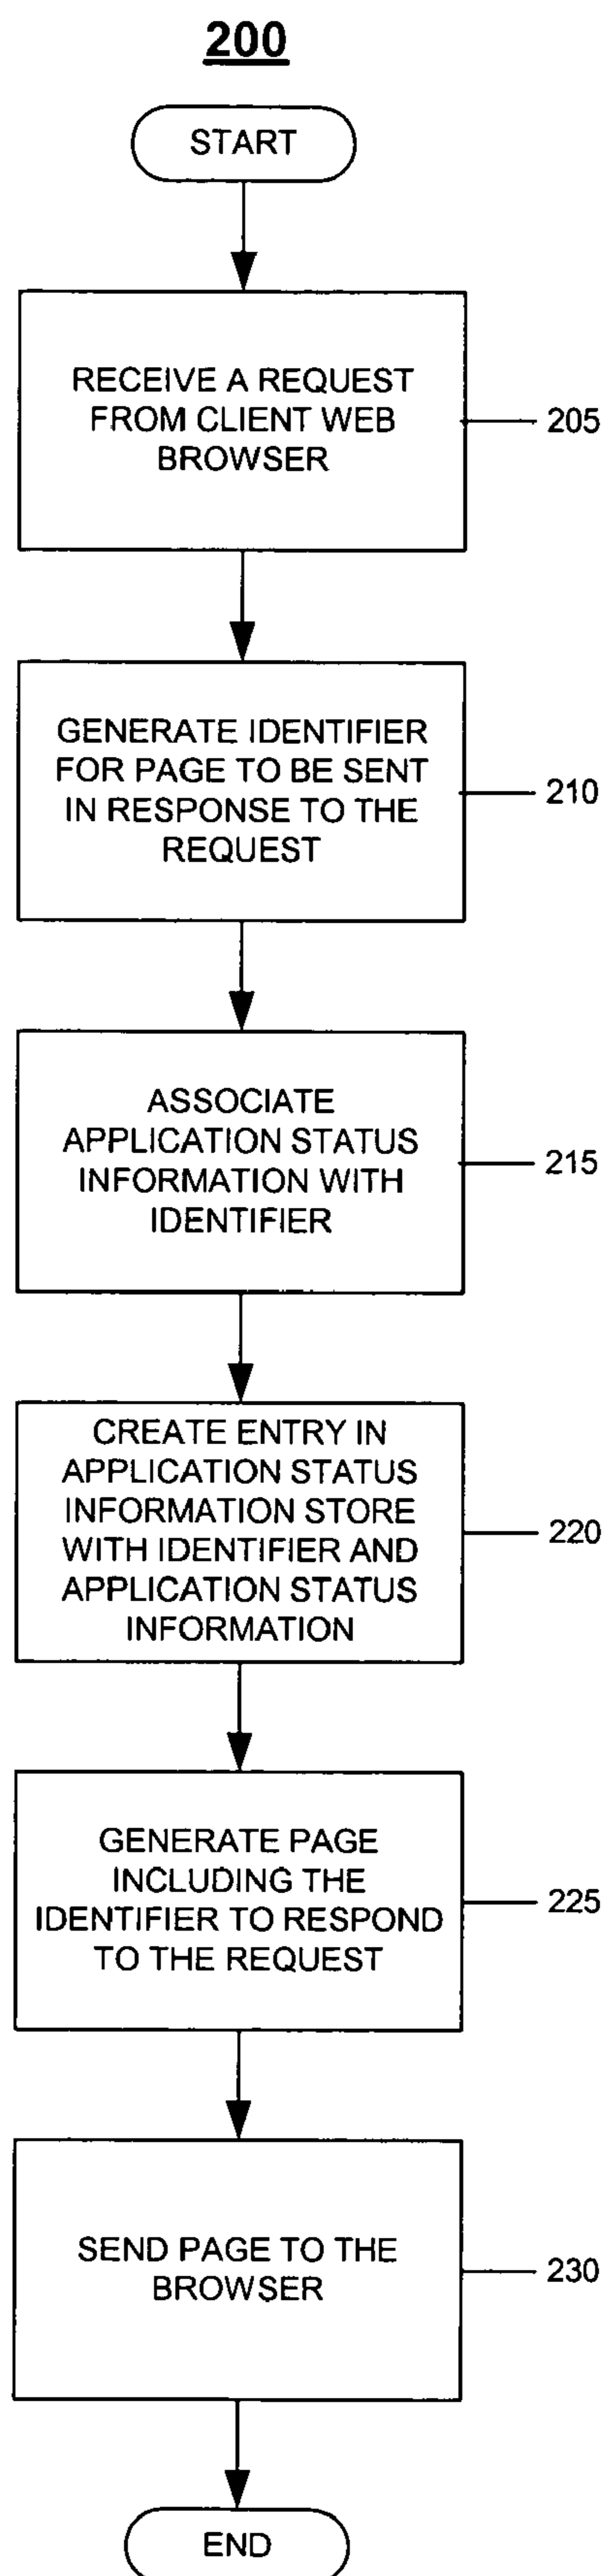 200
START
RECEIVE A REQUEST
FROM CLIENT WEB
BROWSER
205
GENERATE IDENTIFIER
FOR PAGE TO BE SENT
IN RESPONSE TO THE
REQUEST
210
ASSOCIATE
APPLICATION STATUS
INFORMATION WITH
IDENTIFIER
215
CREATE ENTRY IN
APPLICATION STATUS
INFORMATION STORE
WITH IDENTIFIER AND
APPLICATION STATUS
INFORMATION
220
GENERATE PAGE
INCLUDING THE
IDENTIFIER TO RESPOND
TO THE REQUEST
225
SEND PAGE TO THE
BROWSER
230
END